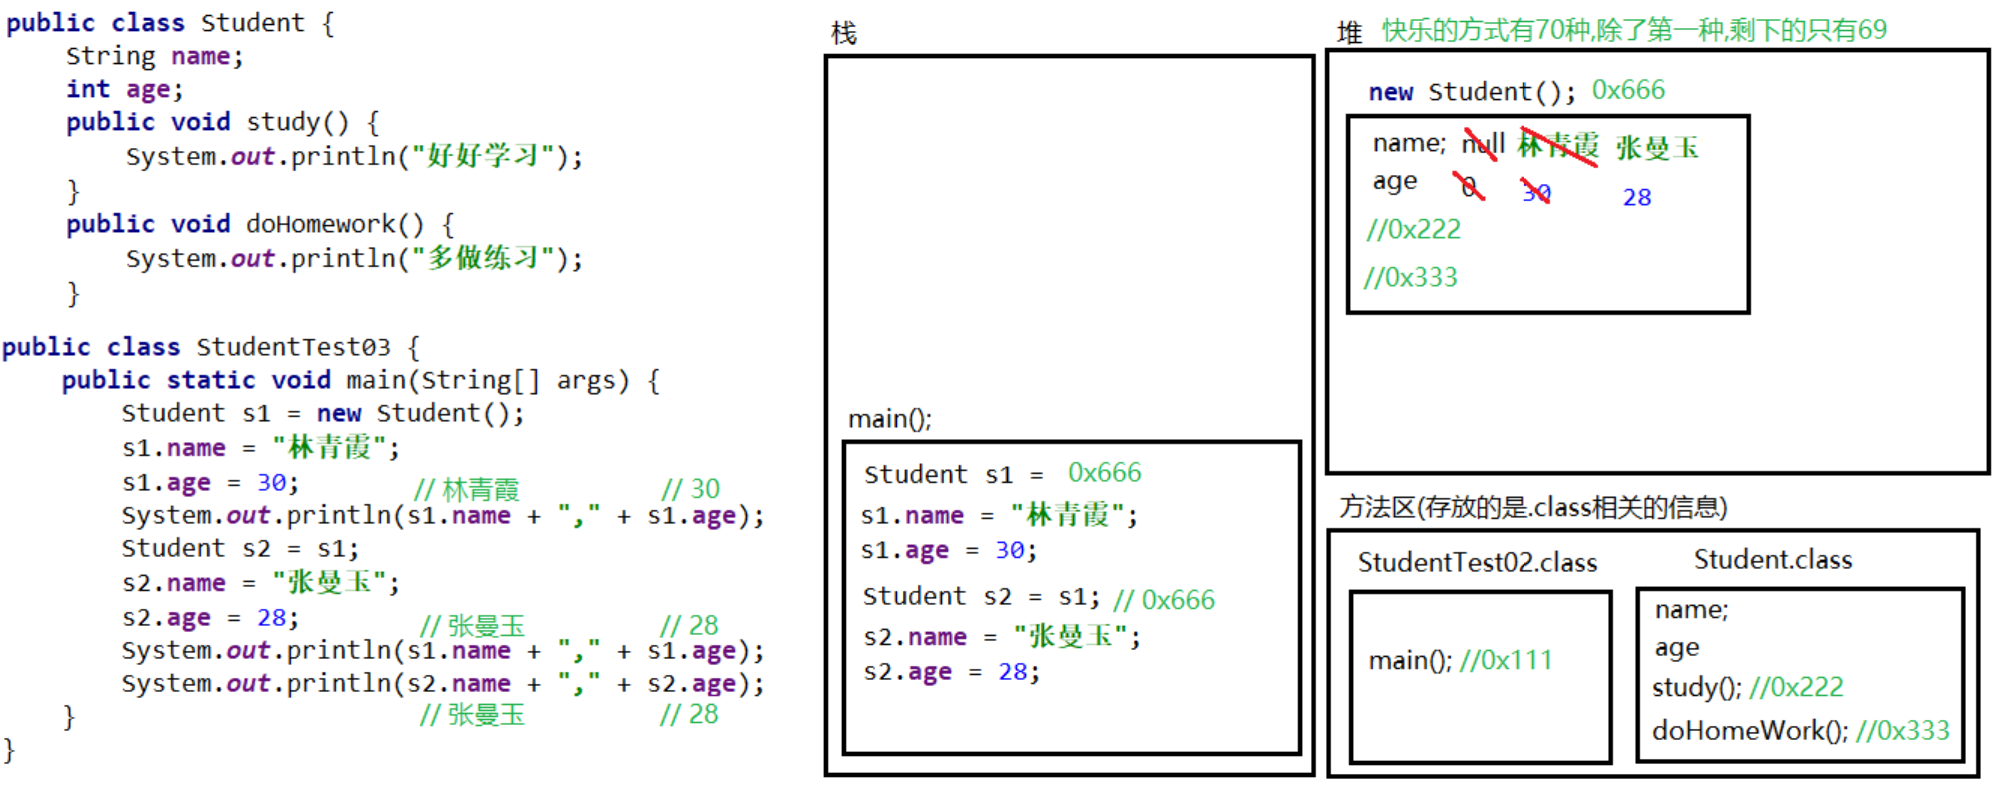 public class Student {
String name;
int age;
public void study() {
System.out.println("好好学习");
}
public void doHomework() {
System.out.println("多做练习");
}
public class StudentTest03 {
public static void main(String[] args) {
Student s1 = new Student();
s1.name = "林青霞";
s1.age = 30;
// 林青霞 // 30
System.out.println(s1.name + "," + s1.age);
Student s2 = s1;
s2.name = "张曼玉";
s2.age = 28;
// 张曼玉 // 28
System.out.println(s1.name + "," + s1.age);
System.out.println(s2.name + "," + s2.age);
// 张曼玉 // 28
}
}
栈
main();
Student s1 = 0x666
s1.name = "林青霞";
s1.age = 30;
Student s2 = s1; // 0x666
s2.name = "张曼玉";
s2.age = 28;
堆 快乐的方式有70种,除了第一种,剩下的只有69
new Student(); 0x666
name; null 林青霞 张曼玉
age 0 30 28
//0x222
//0x333
方法区(存放的是.class相关的信息)
StudentTest02.class
main(); //0x111
Student.class
name;
age
study(); //0x222
doHomeWork(); //0x333